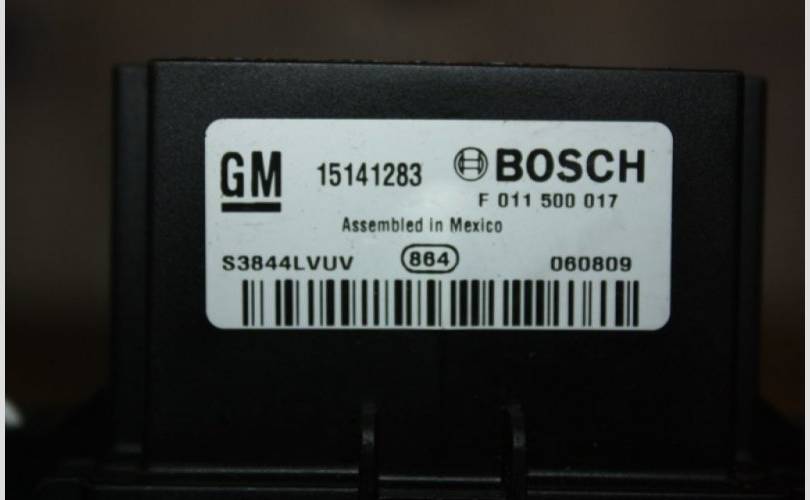 GM 15141283 BOSCH
F 011 500 017
Assembled in Mexico
S3844LVUV 864 060809